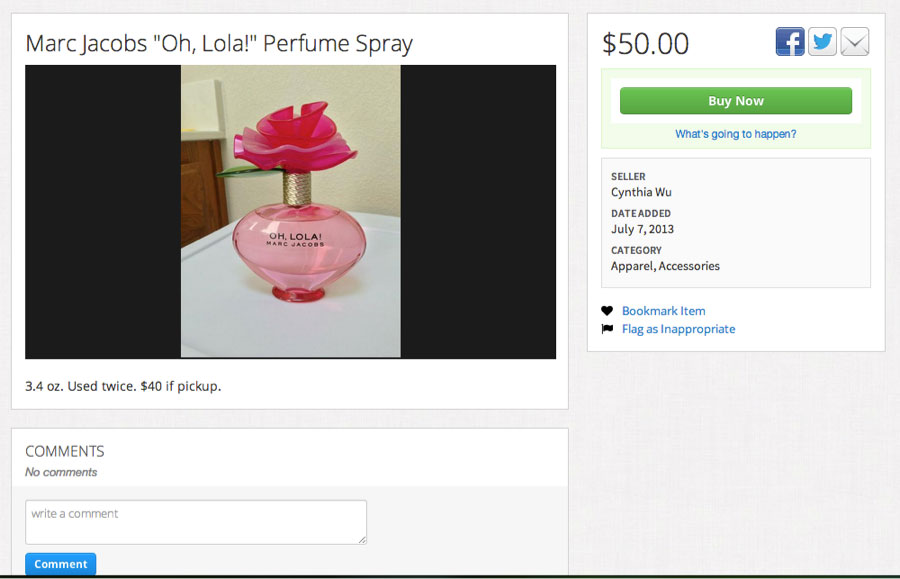 Marc Jacobs "Oh, Lola!" Perfume Spray
OH, LOLA!
MARC JACOBS
3.4 oz. Used twice. $40 if pickup.
COMMENTS
No comments
write a comment
Comment
$50.00
Buy Now
What's going to happen?
SELLER
Cynthia Wu
DATE ADDED
July 7, 2013
CATEGORY
Apparel, Accessories
Bookmark Item
Flag as Inappropriate